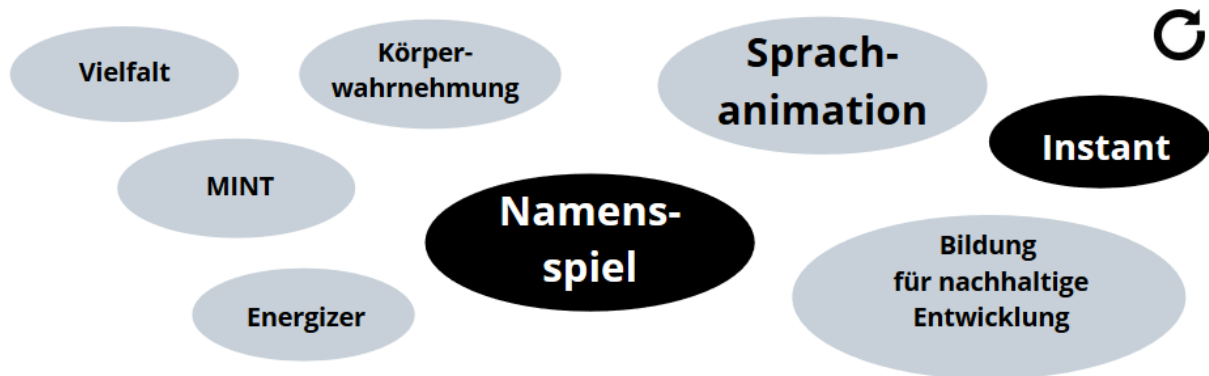 Vielfalt
Körper-
wahrnehmung
Sprach-
animation
Instant
MINT
Namens-
spiel
Bildung
für nachhaltige
Entwicklung
Energizer